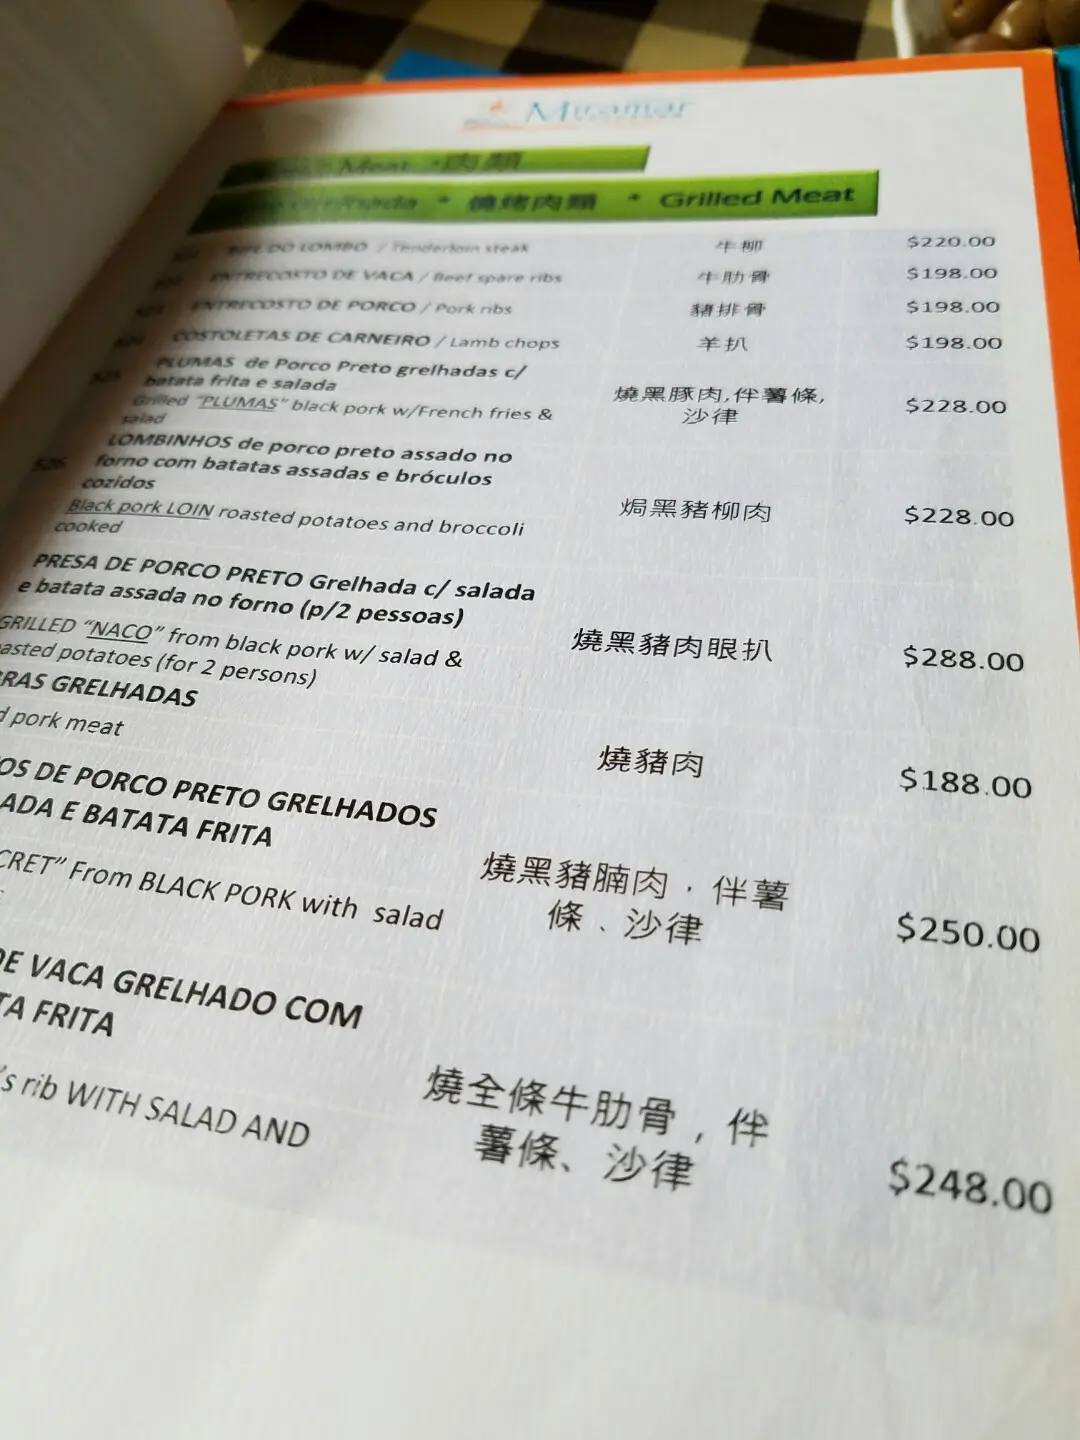 Miramar
Meat *肉類
Grelhada * 燒烤肉類 * Grilled Meat
BIFE DO LOMBO / Tenderloin steak 牛柳 $220.00
ENTRECOSTO DE VACA / Beef spare ribs 牛肋骨 $198.00
ENTRECOSTO DE PORCO / Pork ribs 豬排骨 $198.00
COSTOLETAS DE CARNEIRO / Lamb chops 羊扒 $198.00
525 PLUMAS de Porco Preto grelhadas c/
batata frita e salada
Grilled "PLUMAS" black pork w/French fries &
salad
燒黑豚肉,伴薯條,
沙律
$228.00
526 LOMBINHOS de porco preto assado no
forno com batatas assadas e bróculos
cozidos
Black pork LOIN roasted potatoes and broccoli
cooked
焗黑豬柳肉 $228.00
PRESA DE PORCO PRETO Grelhada c/ salada
e batata assada no forno (p/2 pessoas)
GRILLED "NACO" from black pork w/ salad &
asted potatoes (for 2 persons)
燒黑豬肉眼扒 $288.00
RAS GRELHADAS
d pork meat
燒豬肉 $188.00
OS DE PORCO PRETO GRELHADOS
ADA E BATATA FRITA
CRET" From BLACK PORK with salad
燒黑豬腩肉，伴薯
條、沙律
$250.00
DE VACA GRELHADO COM
TA FRITA
's rib WITH SALAD AND
燒全條牛肋骨，伴
薯條、沙律
$248.00